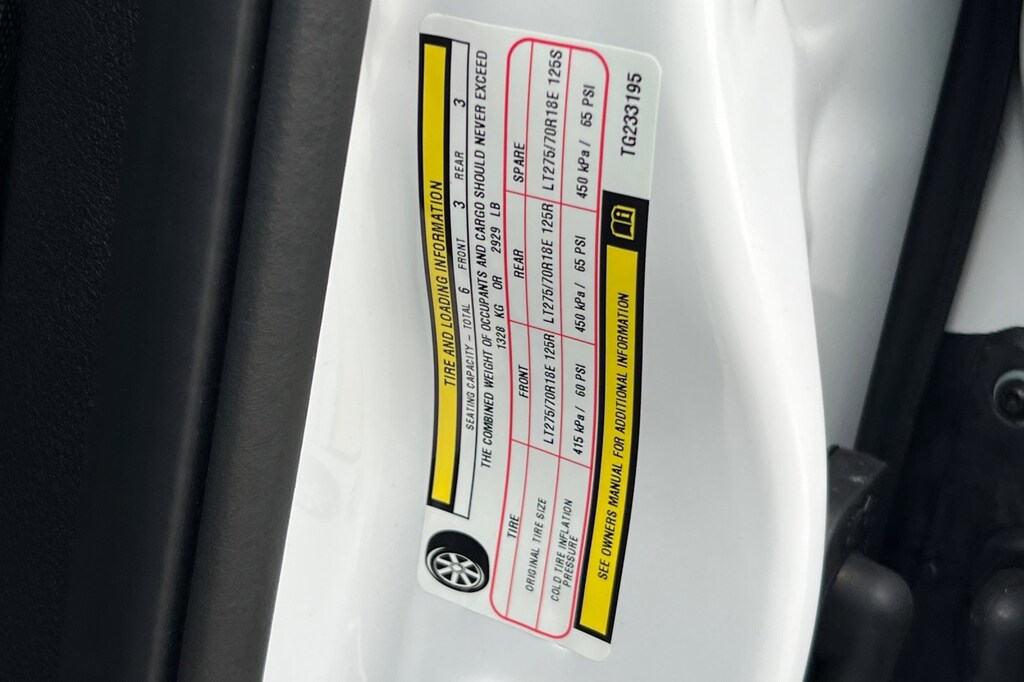 TIRE AND LOADING INFORMATION
SEATING CAPACITY - TOTAL 6 FRONT 3 REAR 3
THE COMBINED WEIGHT OF OCCUPANTS AND CARGO SHOULD NEVER EXCEED
1328 KG OR 2929 LB
TIRE FRONT REAR SPARE
ORIGINAL TIRE SIZE LT275/70R18E 125R LT275/70R18E 125R LT275/70R18E 125S
COLD TIRE INFLATION
PRESSURE 415 kPa / 60 PSI 450 kPa / 65 PSI 450 kPa / 65 PSI
SEE OWNERS MANUAL FOR ADDITIONAL INFORMATION
TG233195